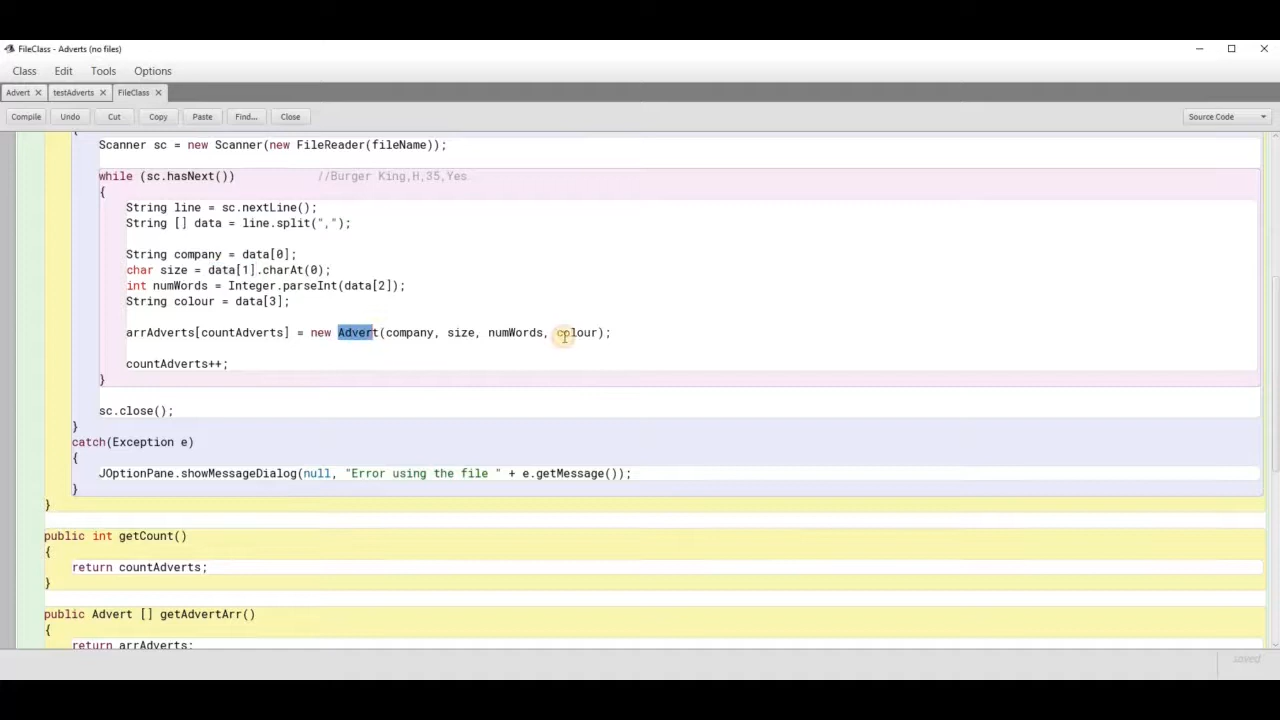 FileClass - Adverts (no files)
Class Edit Tools Options
Advert testAdverts FileClass
Compile Undo Cut Copy Paste Find... Close Source Code
{
Scanner sc = new Scanner(new FileReader(fileName));
while (sc.hasNext()) //Burger King,H,35,Yes
{
String line = sc.nextLine();
String [] data = line.split(",");
String company = data[0];
char size = data[1].charAt(0);
int numWords = Integer.parseInt(data[2]);
String colour = data[3];
arrAdverts[countAdverts] = new Advert(company, size, numWords, colour);
countAdverts++;
}
sc.close();
}
catch(Exception e)
{
JOptionPane.showMessageDialog(null, "Error using the file " + e.getMessage());
}
}
public int getCount()
{
return countAdverts;
}
public Advert [] getAdvertArr()
{
return arrAdverts;
saved